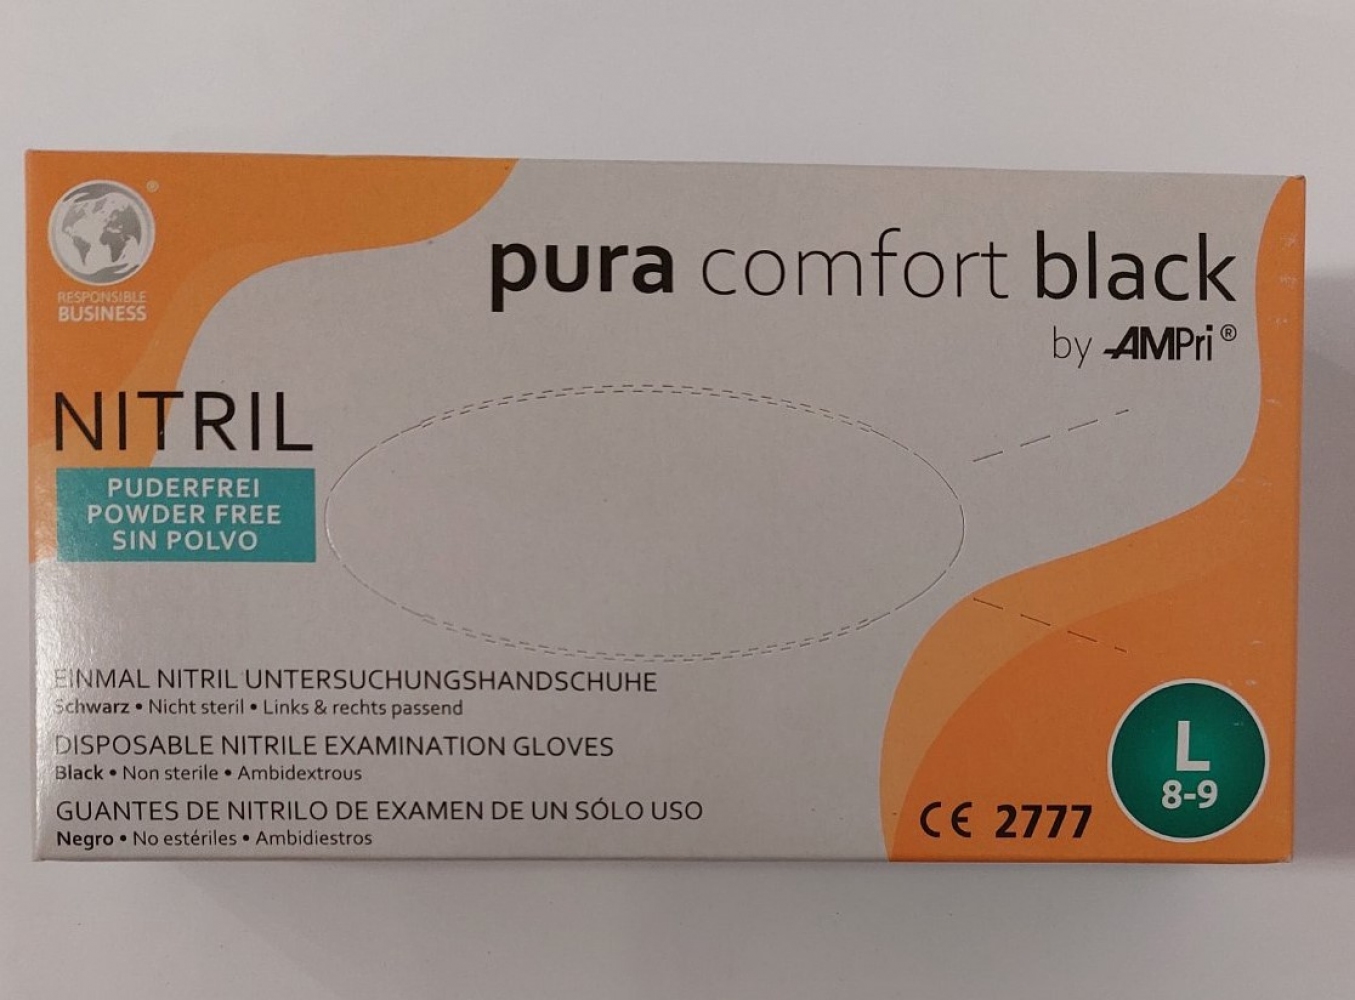 ®
RESPONSIBLE
BUSINESS
pura comfort black
by AMPri®
NITRIL
PUDERFREI
POWDER FREE
SIN POLVO
EINMAL NITRIL UNTERSUCHUNGSHANDSCHUHE
Schwarz • Nicht steril • Links & rechts passend
DISPOSABLE NITRILE EXAMINATION GLOVES
Black • Non sterile • Ambidextrous
GUANTES DE NITRILO DE EXAMEN DE UN SÓLO USO
Negro • No estériles • Ambidiestros
CE 2777
L
8-9